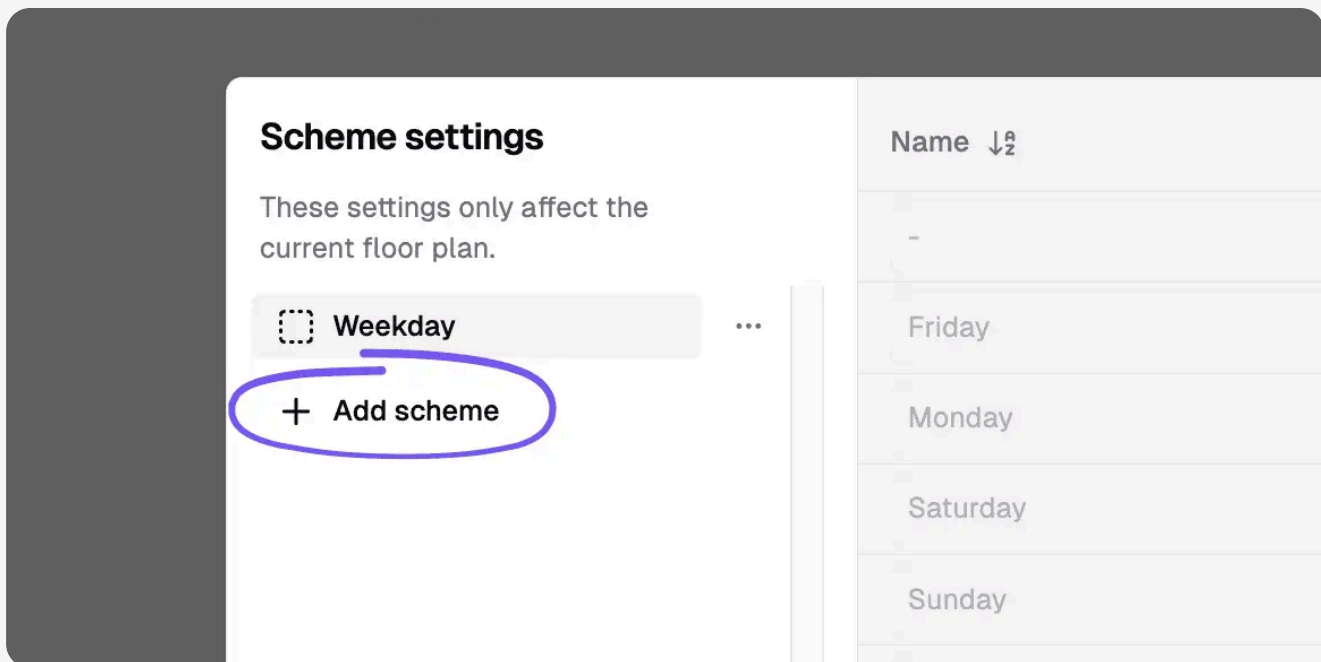 Scheme settings
These settings only affect the
current floor plan.
Weekday
Add scheme
Name
-
Friday
Monday
Saturday
Sunday